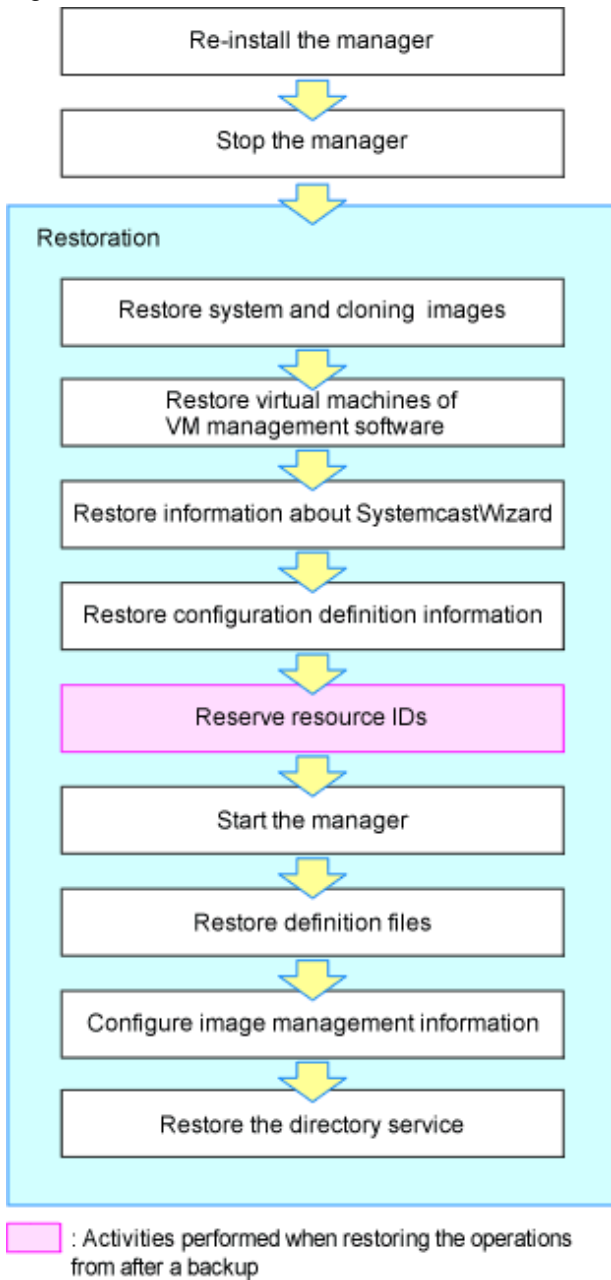 Re-install the manager
Stop the manager
Restoration
Restore system and cloning images
Restore virtual machines of
VM management software
Restore information about SystemcastWizard
Restore configuration definition information
Reserve resource IDs
Start the manager
Restore definition files
Configure image management information
Restore the directory service
: Activities performed when restoring the operations
from after a backup